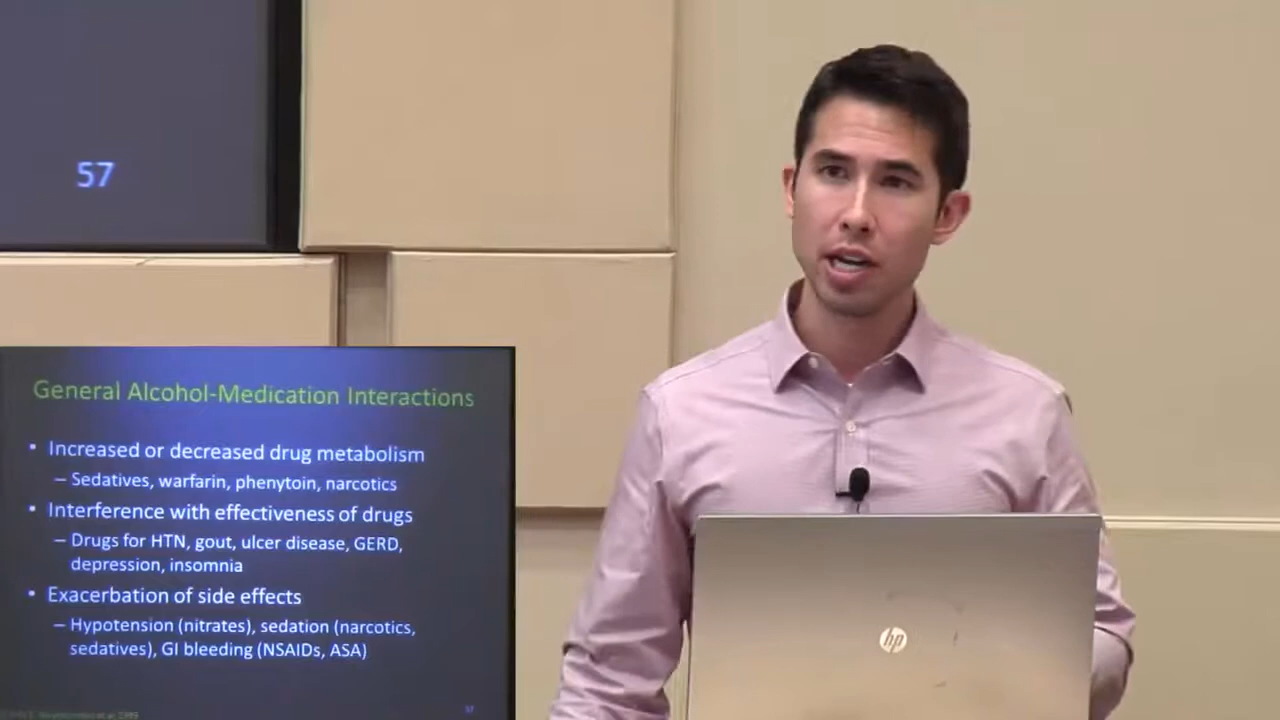 57
General Alcohol-Medication Interactions
• Increased or decreased drug metabolism
– Sedatives, warfarin, phenytoin, narcotics
• Interference with effectiveness of drugs
– Drugs for HTN, gout, ulcer disease, GERD,
depression, insomnia
• Exacerbation of side effects
– Hypotension (nitrates), sedation (narcotics,
sedatives), GI bleeding (NSAIDs, ASA)
57
hp